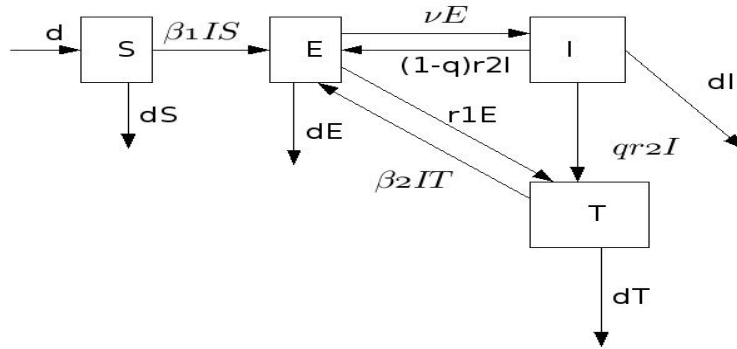 d
S
β1IS
E
νE
I
(1-q)r2I
dI
dS
dE
r1E
qr2I
β2IT
T
dT